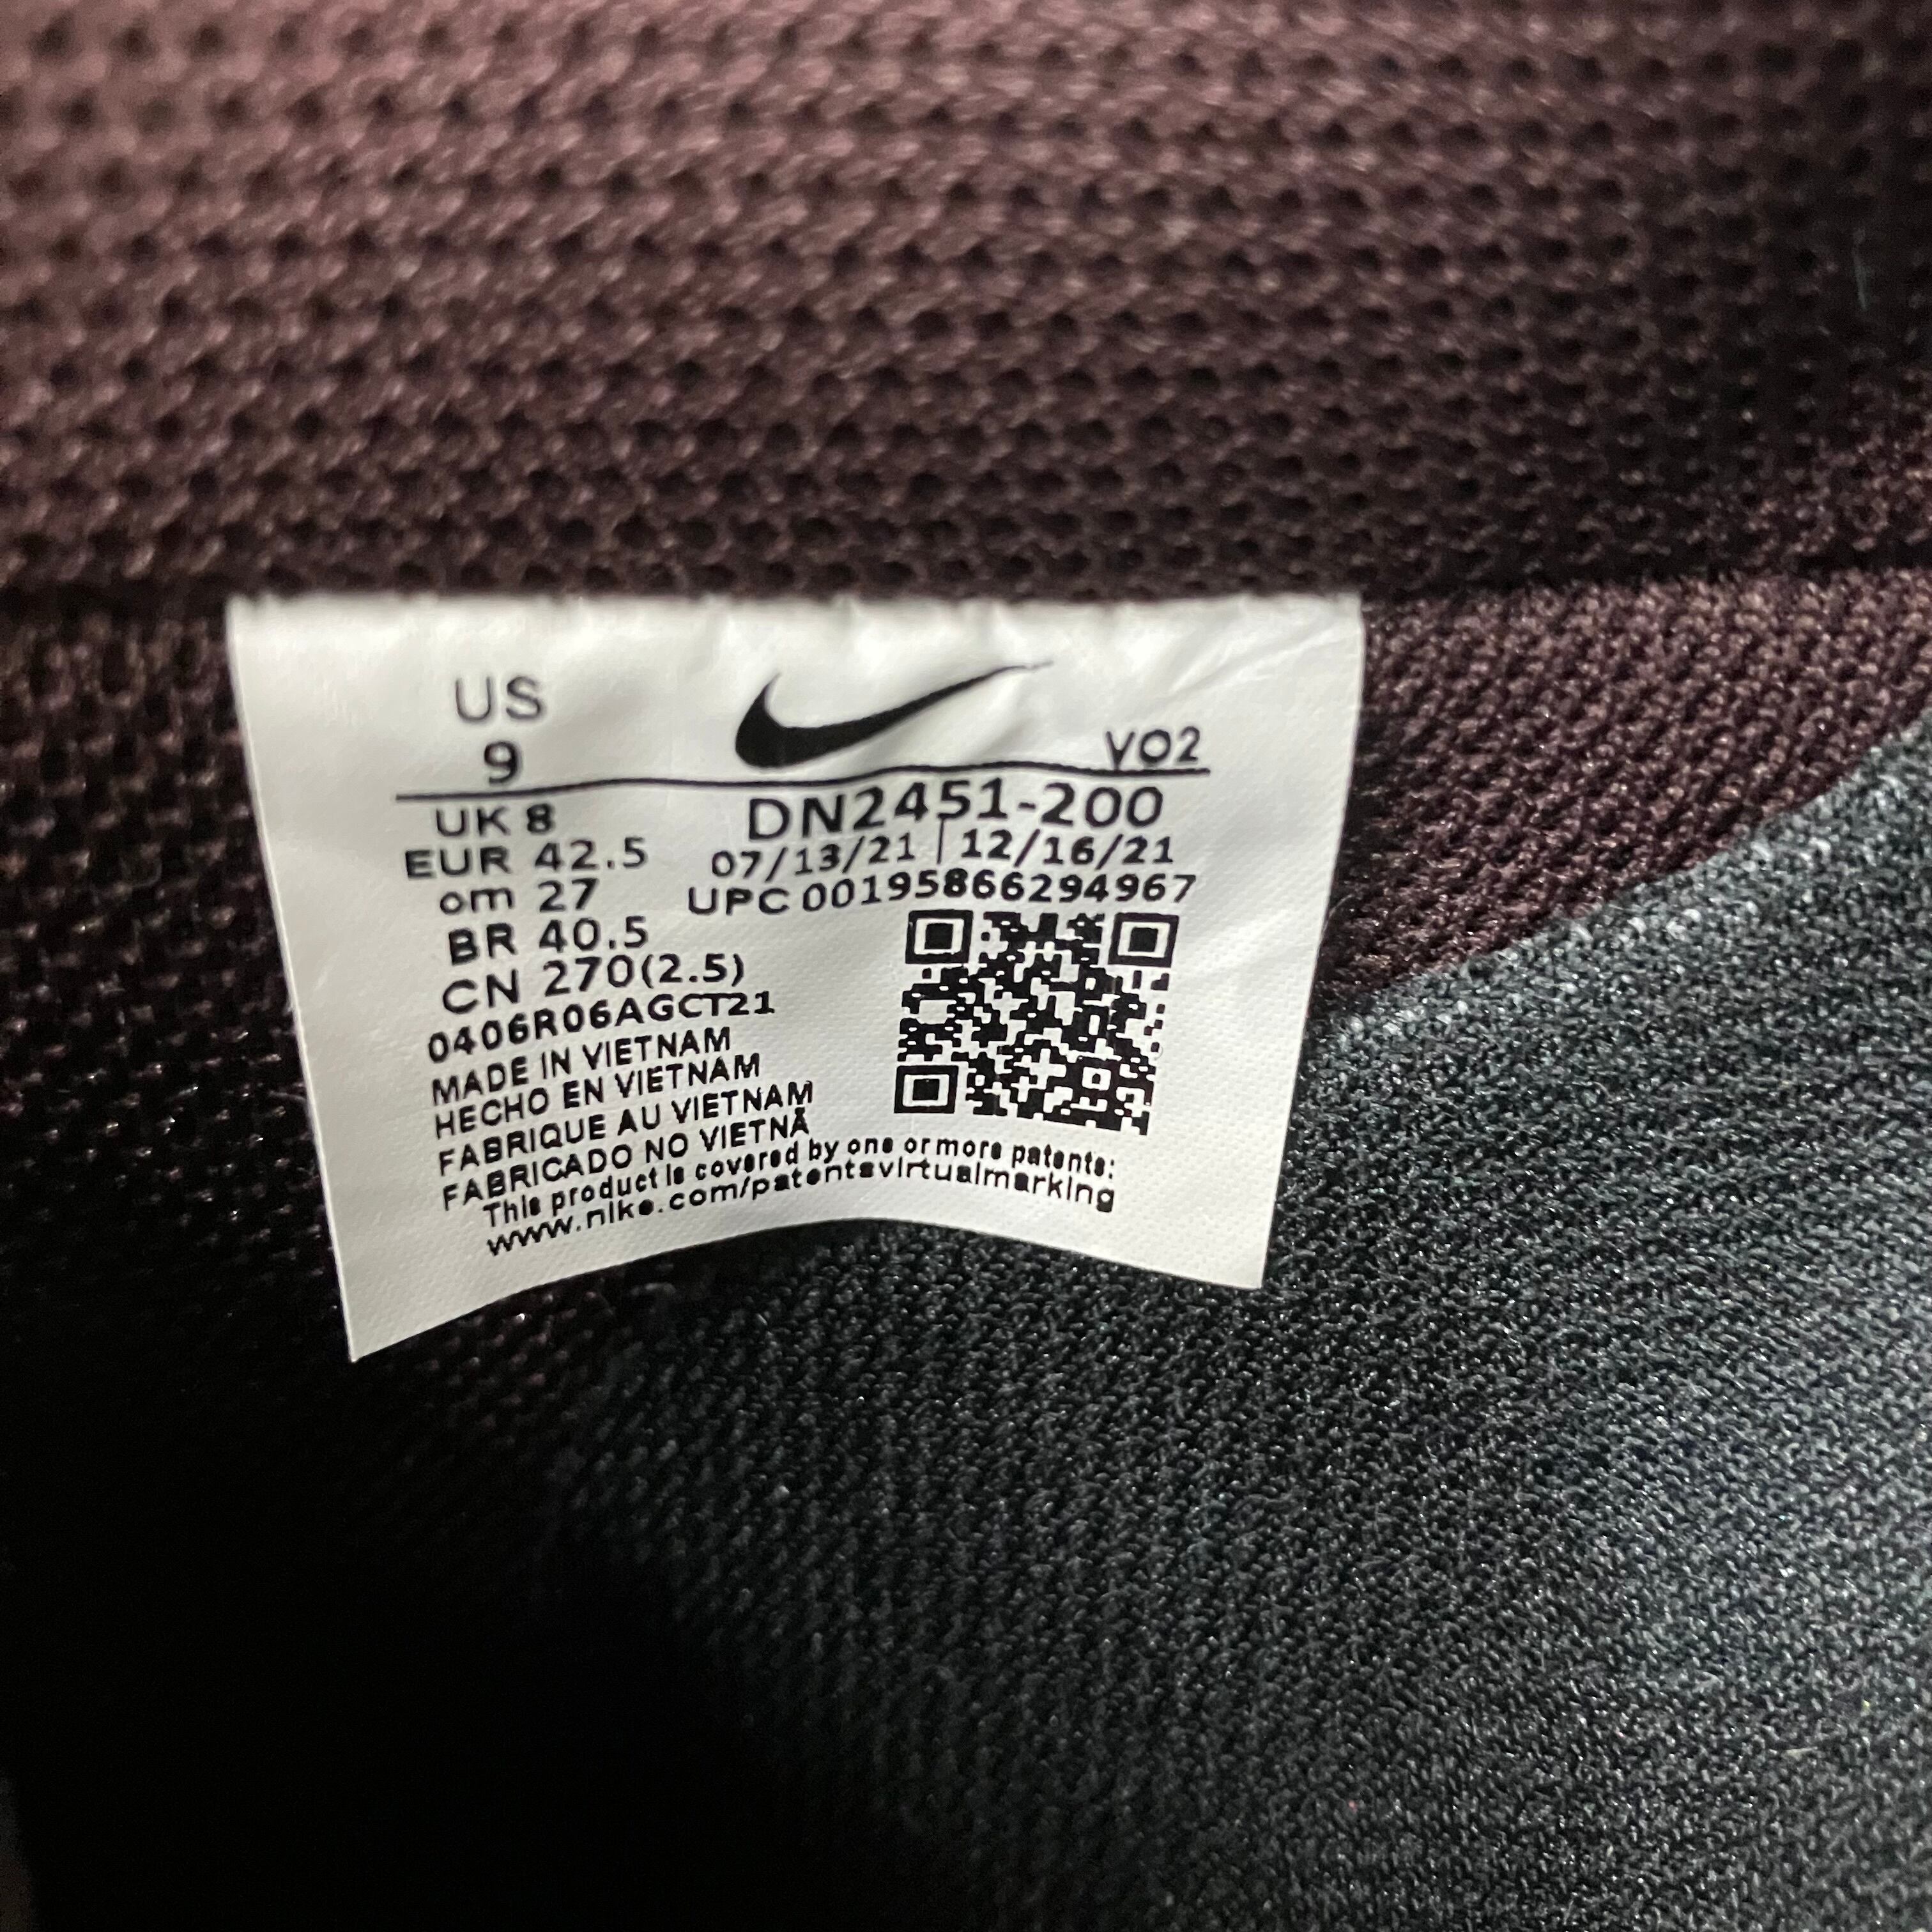 US
9
VO2
UK 8
DN2451-200
EUR 42.5
07/13/21 | 12/16/21
cm 27
UPC 00195866294967
BR 40.5
CN 270(2.5)
0406R06AGCT21
MADE IN VIETNAM
HECHO EN VIETNAM
FABRIQUE AU VIETNAM
FABRICADO NO VIETNÃ
This product is covered by one or more patents:
www.nike.com/patentsvirtualmarking